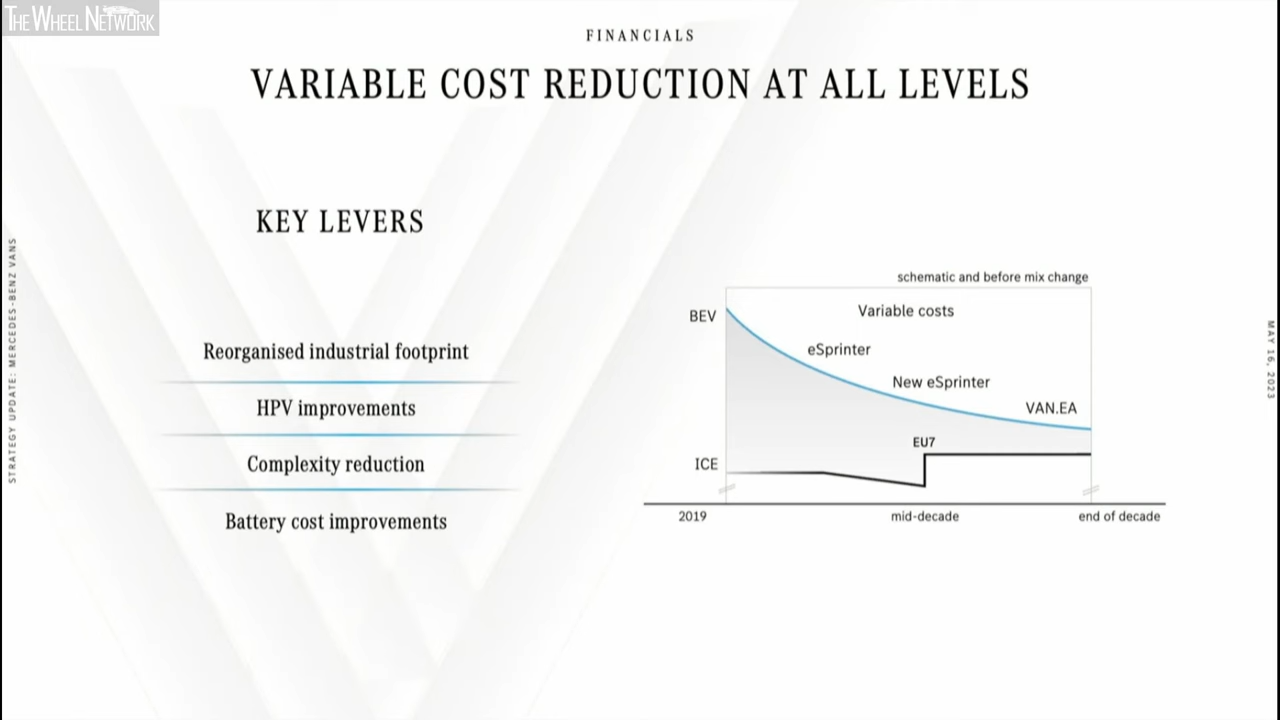 THE WHEEL NETWORK
FINANCIALS
VARIABLE COST REDUCTION AT ALL LEVELS
KEY LEVERS
Reorganised industrial footprint
HPV improvements
Complexity reduction
Battery cost improvements
schematic and before mix change
Variable costs
BEV
eSprinter
New eSprinter
VAN.EA
EU7
ICE
2019
mid-decade
end of decade
STRATEGY UPDATE: MERCEDES-BENZ VANS
MAY 16, 2023